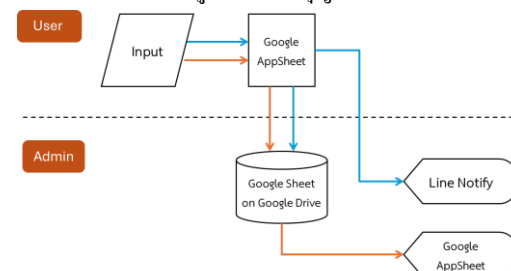 User
Input
Google
AppSheet
Admin
Google Sheet
on Google Drive
Line Notify
Google
AppSheet